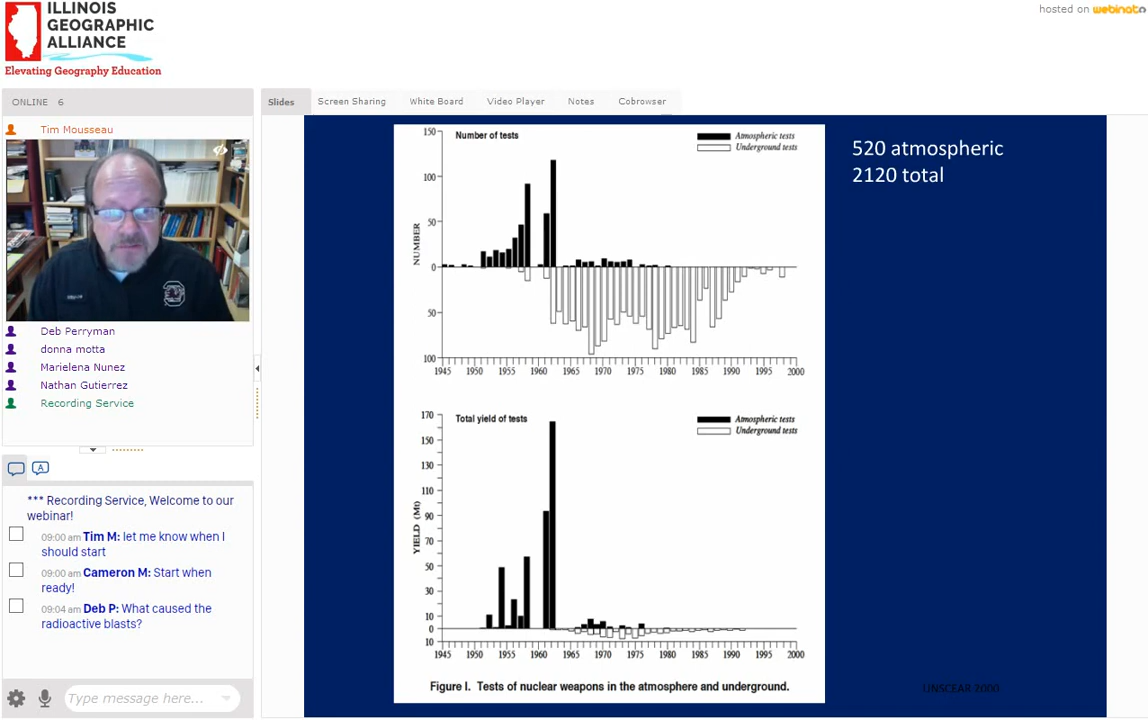 ILLINOIS
GEOGRAPHIC
ALLIANCE
Elevating Geography Education
hosted on webinato
ONLINE 6
Tim Mousseau
Deb Perryman
donna motta
Marielena Nunez
Nathan Gutierrez
Recording Service
A
*** Recording Service, Welcome to our
webinar!
09:00 am Tim M: let me know when I
should start
09:00 am Cameron M: Start when
ready!
09:04 am Deb P: What caused the
radioactive blasts?
Type message here...
Slides Screen Sharing White Board Video Player Notes Cobrowser
Number of tests
Atmospheric tests
Underground tests
NUMBER
150
100
50
0
50
100
1945 1950 1955 1960 1965 1970 1975 1980 1985 1990 1995 2000
Total yield of tests
Atmospheric tests
Underground tests
YIELD (Mt)
170
150
130
110
90
70
50
30
10
0
10
1945 1950 1955 1960 1965 1970 1975 1980 1985 1990 1995 2000
Figure I. Tests of nuclear weapons in the atmosphere and underground.
520 atmospheric
2120 total
UNSCEAR 2000